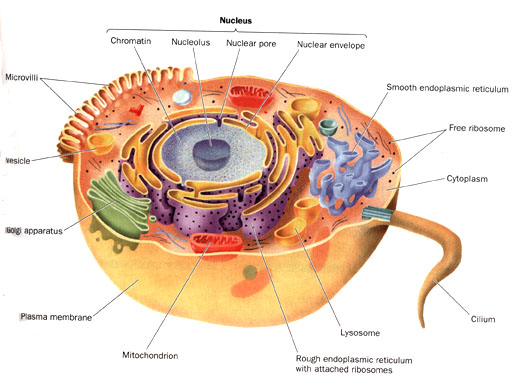 Nucleus
Chromatin
Nucleolus
Nuclear pore
Nuclear envelope
Microvilli
Smooth endoplasmic reticulum
Free ribosome
Vesicle
Cytoplasm
Golgi apparatus
Plasma membrane
Cilium
Lysosome
Mitochondrion
Rough endoplasmic reticulum
with attached ribosomes